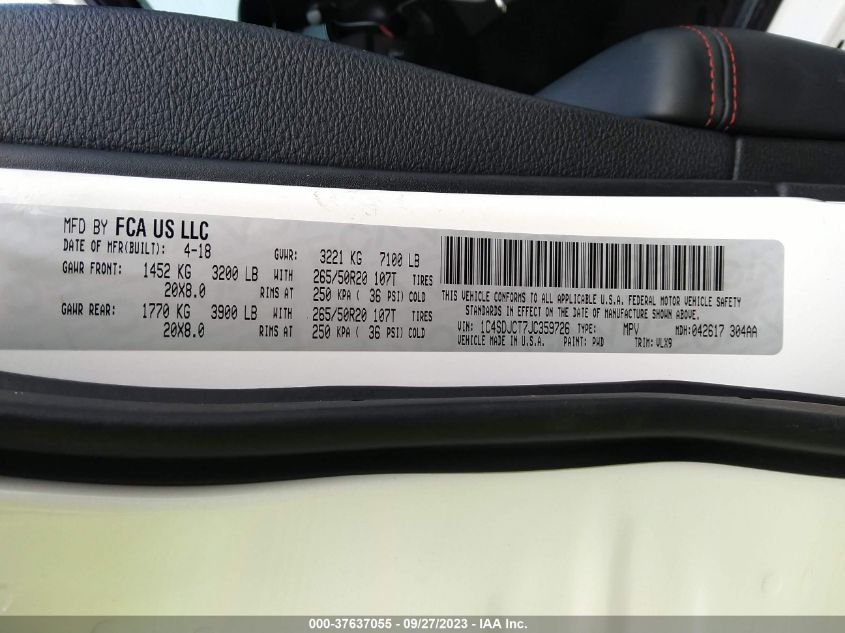 MFD BY FCA US LLC
DATE OF MFR(BUILT): 4-18 GVWR: 3221 KG 7100 LB
GAWR FRONT: 1452 KG 3200 LB WITH 265/50R20 107T TIRES
20X8.0 RIMS AT 250 KPA ( 36 PSI) COLD
GAWR REAR: 1770 KG 3900 LB WITH 265/50R20 107T TIRES
20X8.0 RIMS AT 250 KPA ( 36 PSI) COLD
THIS VEHICLE CONFORMS TO ALL APPLICABLE U.S.A. FEDERAL MOTOR VEHICLE SAFETY
STANDARDS IN EFFECT ON THE DATE OF MANUFACTURE SHOWN ABOVE.
VIN: 1C4SDJCT7JC359726 TYPE: MPV MDH:042617 304AA
VEHICLE MADE IN U.S.A. PAINT: PWD TRIM: VLX9
000-37637055 - 09/27/2023 - © IAA Inc.